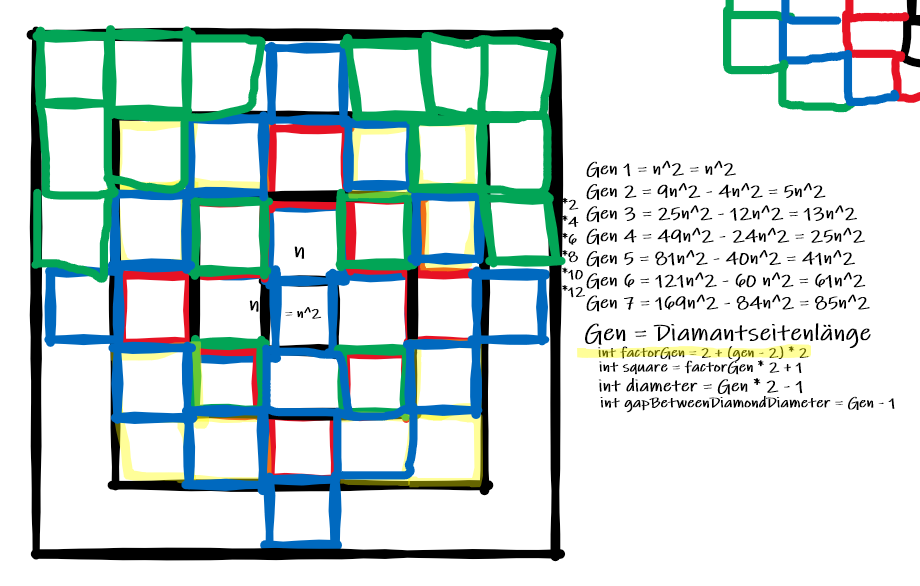 n
n
= n^2
Gen 1 = n^2 = n^2
Gen 2 = 9n^2 - 4n^2 = 5n^2
*2
Gen 3 = 25n^2 - 12n^2 = 13n^2
*4
Gen 4 = 49n^2 - 24n^2 = 25n^2
*6
Gen 5 = 81n^2 - 40n^2 = 41n^2
*8
Gen 6 = 121n^2 - 60 n^2 = 61n^2
*10
Gen 7 = 169n^2 - 84n^2 = 85n^2
*12
Gen = Diamantseitenlänge
int factorGen = 2 + (gen - 2) * 2
int square = factorGen * 2 + 1
int diameter = Gen * 2 - 1
int gapBetweenDiamondDiameter = Gen - 1